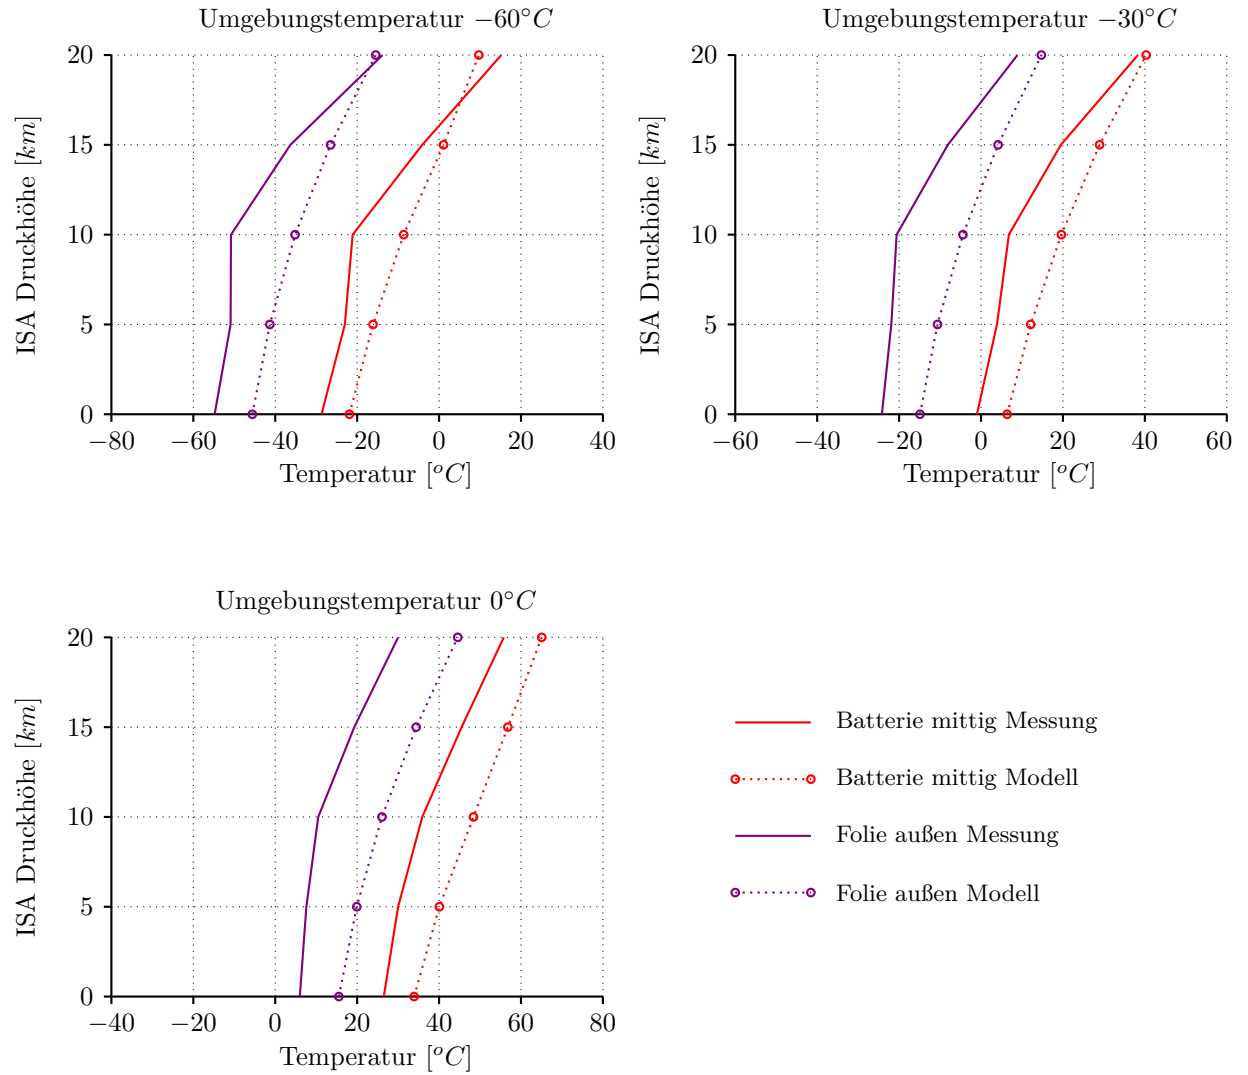 Umgebungstemperatur −60°C
20
15
10
5
0
ISA Druckhöhe [km]
−80 −60 −40 −20 0 20 40
Temperatur [°C]
Umgebungstemperatur −30°C
20
15
10
5
0
ISA Druckhöhe [km]
−60 −40 −20 0 20 40 60
Temperatur [°C]
Umgebungstemperatur 0°C
20
15
10
5
0
ISA Druckhöhe [km]
−40 −20 0 20 40 60 80
Temperatur [°C]
Batterie mittig Messung
Batterie mittig Modell
Folie außen Messung
Folie außen Modell